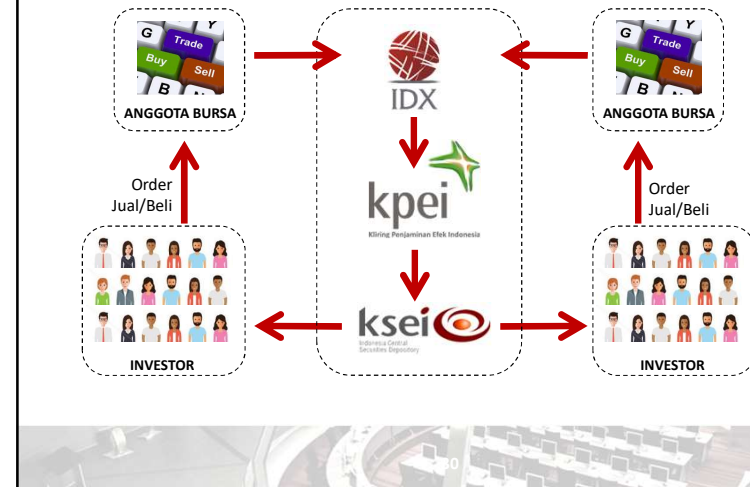 G
Y
Trade
Buy
Sell
B
N
ANGGOTA BURSA
Order
Jual/Beli
INVESTOR
IDX
kpei
Kliring Penjaminan Efek Indonesia
ksei
Indonesia Central
Securities Depository
G
Y
Trade
Buy
Sell
B
N
ANGGOTA BURSA
Order
Jual/Beli
INVESTOR